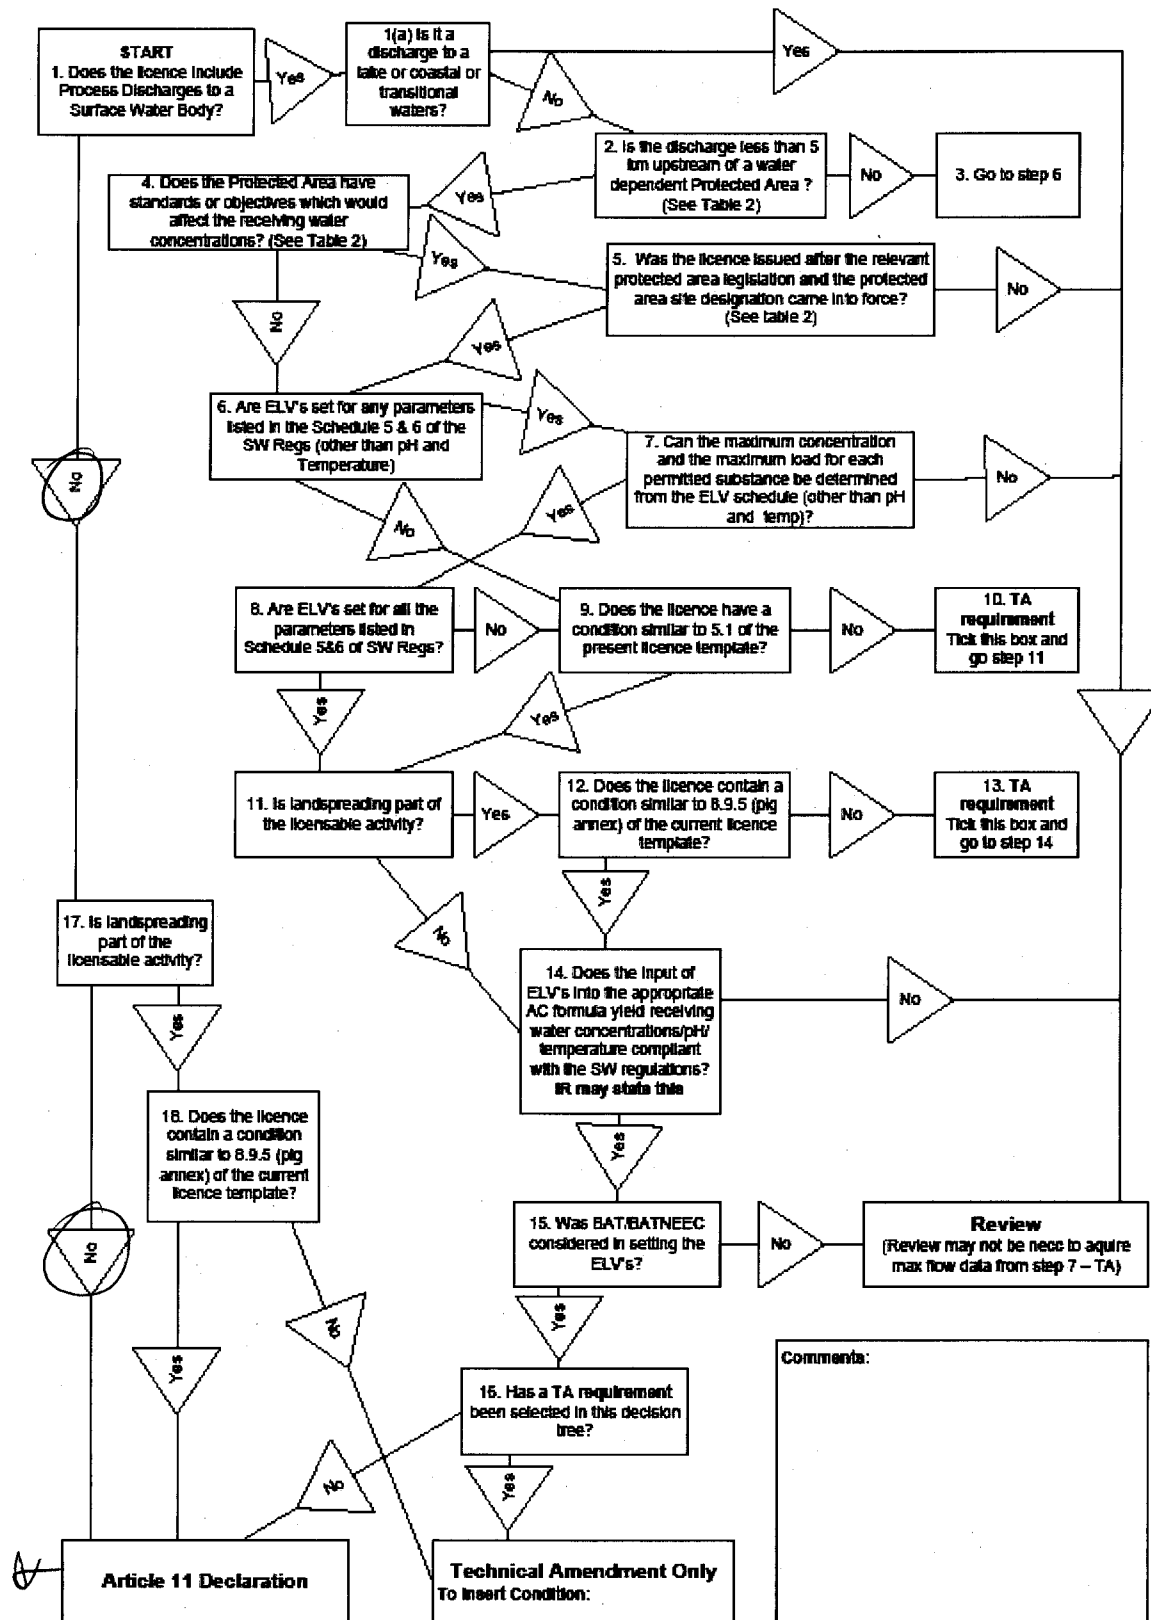 START
1. Does the licence include
Process Discharges to a
Surface Water Body?
Yes
1(a) Is it a
discharge to a
lake or coastal or
transitional
waters?
Yes
No
2. Is the discharge less than 5
km upstream of a water
dependent Protected Area ?
(See Table 2)
No
3. Go to step 6
Yes
4. Does the Protected Area have
standards or objectives which would
affect the receiving water
concentrations? (See Table 2)
Yes
No
5. Was the licence issued after the relevant
protected area legislation and the protected
area site designation came into force?
(See table 2)
No
Yes
6. Are ELV's set for any parameters
listed in the Schedule 5 & 6 of the
SW Regs (other than pH and
Temperature)
Yes
No
7. Can the maximum concentration
and the maximum load for each
permitted substance be determined
from the ELV schedule (other than pH
and temp)?
No
Yes
No
8. Are ELV's set for all the
parameters listed in
Schedule 5&6 of SW Regs?
No
9. Does the licence have a
condition similar to 5.1 of the
present licence template?
No
10. TA
requirement
Tick this box and
go step 11
Yes
Yes
11. Is landspreading part of
the licensable activity?
Yes
12. Does the licence contain a
condition similar to 8.9.5 (pig
annex) of the current licence
template?
No
13. TA
requirement
Tick this box and
go to step 14
No
Yes
17. Is landspreading
part of the
licensable activity?
Yes
14. Does the input of
ELV's into the appropriate
AC formula yield receiving
water concentrations/pH/
temperature compliant
with the SW regulations?
IR may state this
No
18. Does the licence
contain a condition
similar to 8.9.5 (pig
annex) of the current
licence template?
Yes
No
15. Was BAT/BATNEEC
considered in setting the
ELV's?
No
Review
(Review may not be necc to aquire
max flow data from step 7 – TA)
No
Yes
Yes
16. Has a TA requirement
been selected in this decision
tree?
No
Yes
Comments:
Article 11 Declaration
Technical Amendment Only
To Insert Condition: